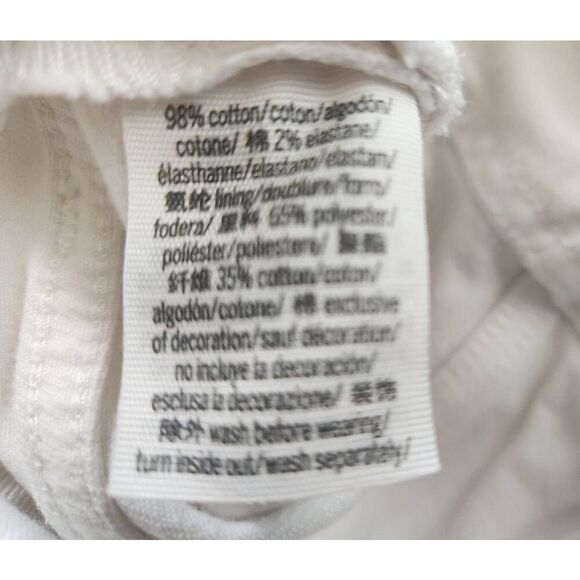 98% cotton/coton/algodón/
cotone/ 棉 2% elastane/
élasthanne/elastano/elastam/
氨纶 lining/doublure/forro/
fodera/ 里料 65% polyester/
poliéster/poliestere/ 聚酯
纤维 35% cotton/coton/
algodón/cotone/ 棉 exclusive
of decoration/sauf décoration/
no incluye la decoración/
esclusa la decorazione/ 装饰
除外 wash before wearing/
turn inside out/wash separately/